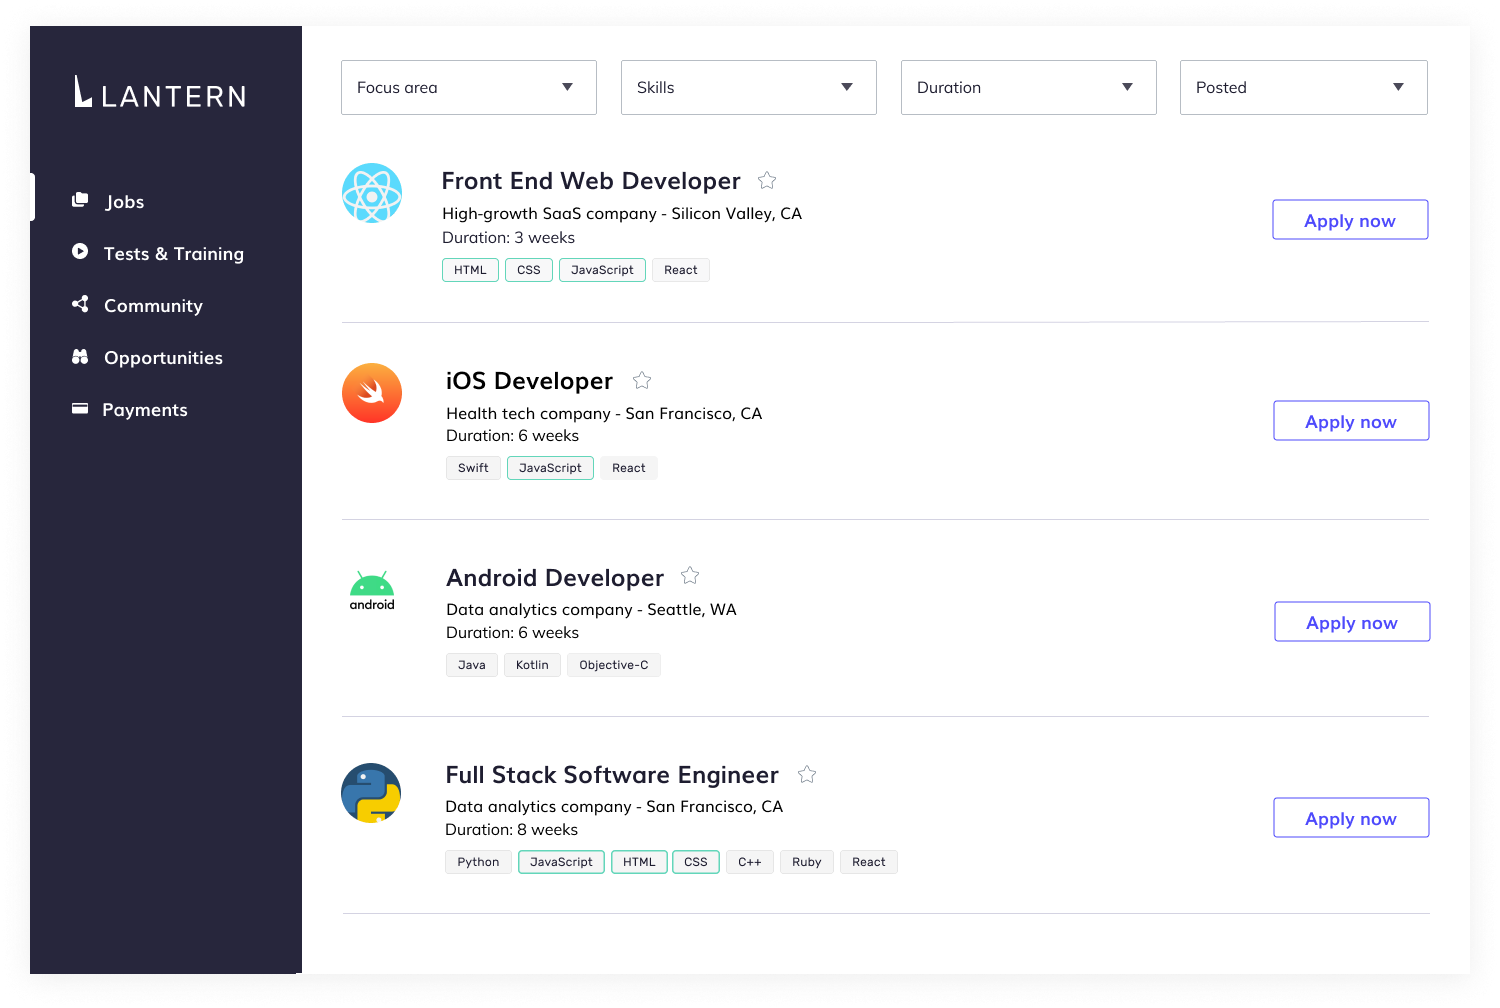 LANTERN
Jobs
Tests & Training
Community
Opportunities
Payments
Focus area
Skills
Duration
Posted
Front End Web Developer
High-growth SaaS company - Silicon Valley, CA
Duration: 3 weeks
HTML CSS JavaScript React
Apply now
iOS Developer
Health tech company - San Francisco, CA
Duration: 6 weeks
Swift JavaScript React
Apply now
android
Android Developer
Data analytics company - Seattle, WA
Duration: 6 weeks
Java Kotlin Objective-C
Apply now
Full Stack Software Engineer
Data analytics company - San Francisco, CA
Duration: 8 weeks
Python JavaScript HTML CSS C++ Ruby React
Apply now